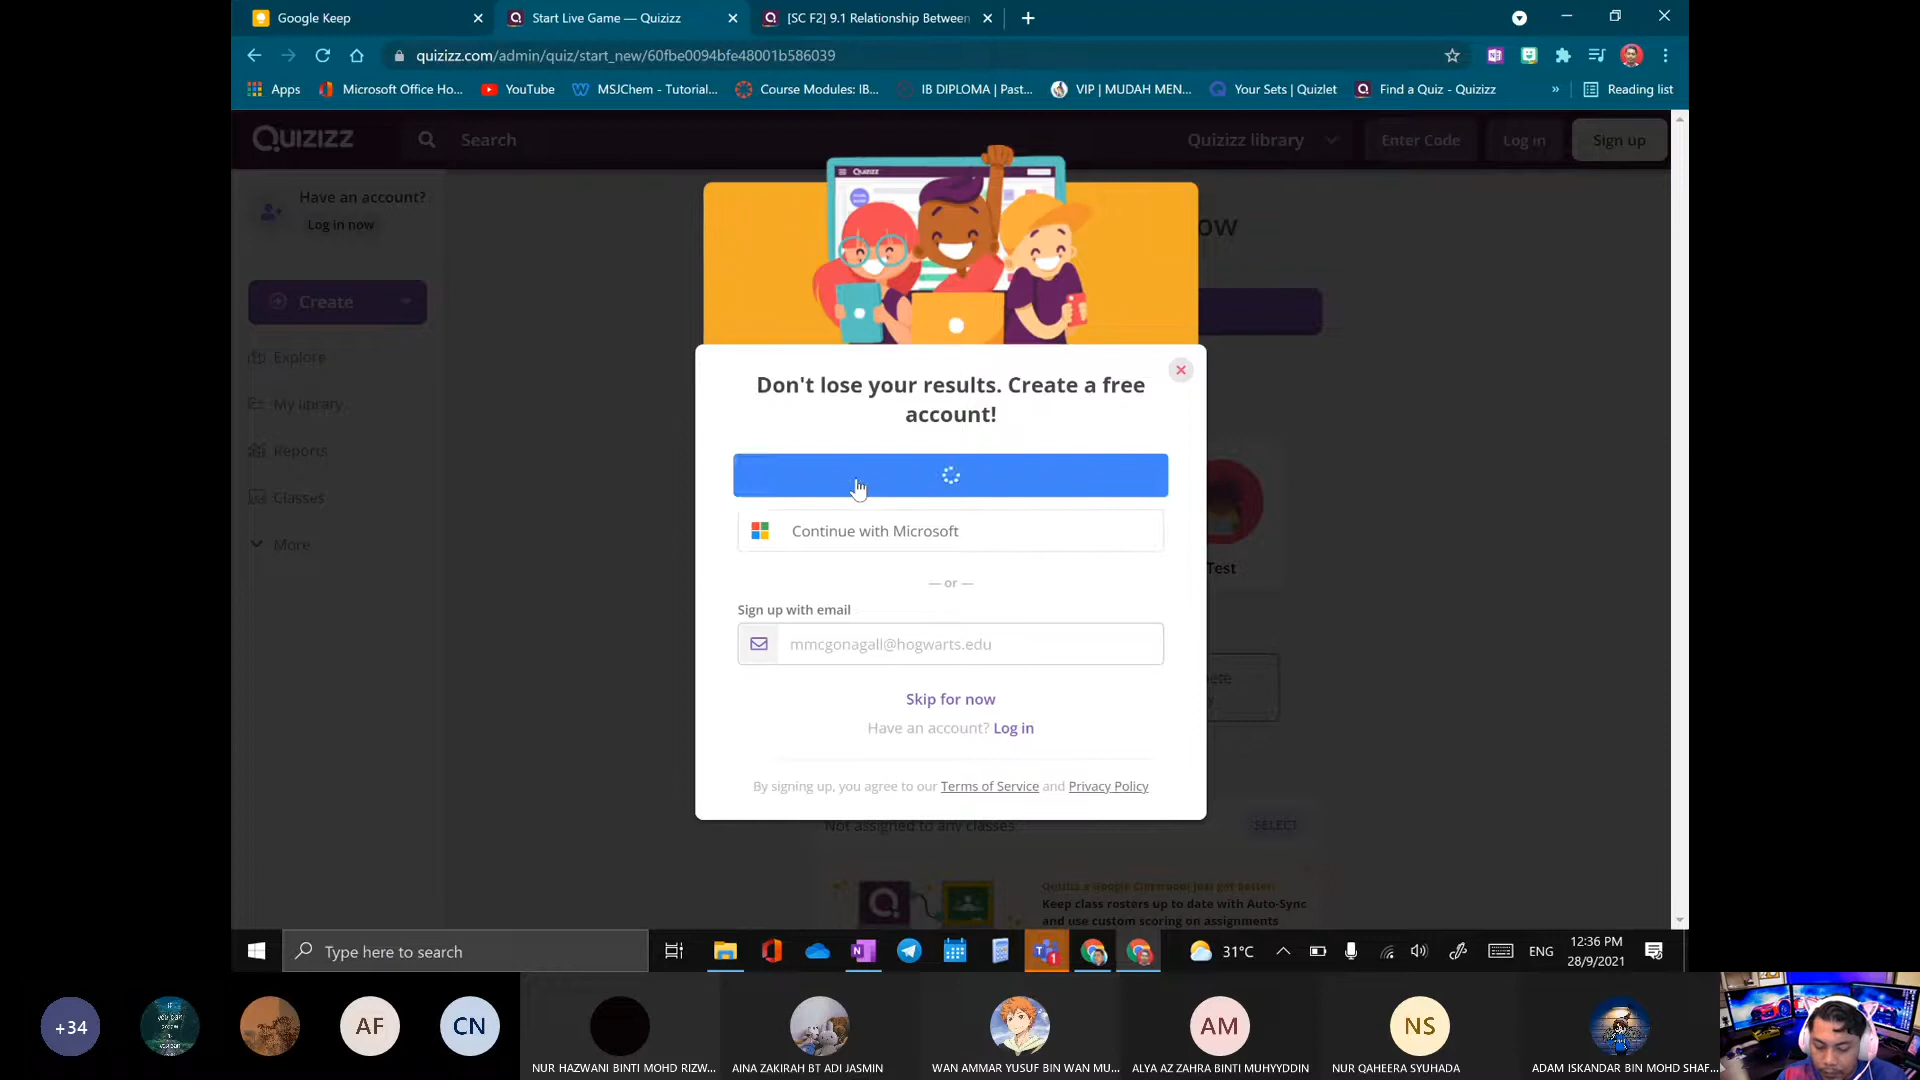 Google Keep
Start Live Game — Quizizz
[SC F2] 9.1 Relationship Between
quizizz.com/admin/quiz/start_new/60fbe0094bfe48001b586039
Apps
Microsoft Office Ho...
YouTube
MSJChem - Tutorial...
Course Modules: IB...
IB DIPLOMA | Past...
VIP | MUDAH MEN...
Your Sets | Quizlet
Find a Quiz - Quizizz
»
Reading list
QUIZIZZ
Search
Quizizz library
Enter Code
Log in
Sign up
Have an account?
Log in now
Create
Explore
My library
Reports
Classes
More
ow
Don't lose your results. Create a free
account!
Continue with Microsoft
— or —
Sign up with email
mmcgonagall@hogwarts.edu
Skip for now
Have an account? Log in
By signing up, you agree to our Terms of Service and Privacy Policy
Test
Not assigned to any classes
SELECT
Quizizz & Google Classroom just got better.
Keep class rosters up to date with Auto-Sync
and use custom scoring on assignments
Type here to search
31°C
ENG
12:36 PM
28/9/2021
+34
AF
CN
AM
NS
NUR HAZWANI BINTI MOHD RIZW...
AINA ZAKIRAH BT ADI JASMIN
WAN AMMAR YUSUF BIN WAN MU...
ALYA AZ ZAHRA BINTI MUHYYDDIN
NUR QAHEERA SYUHADA
ADAM ISKANDAR BIN MOHD SHAF...